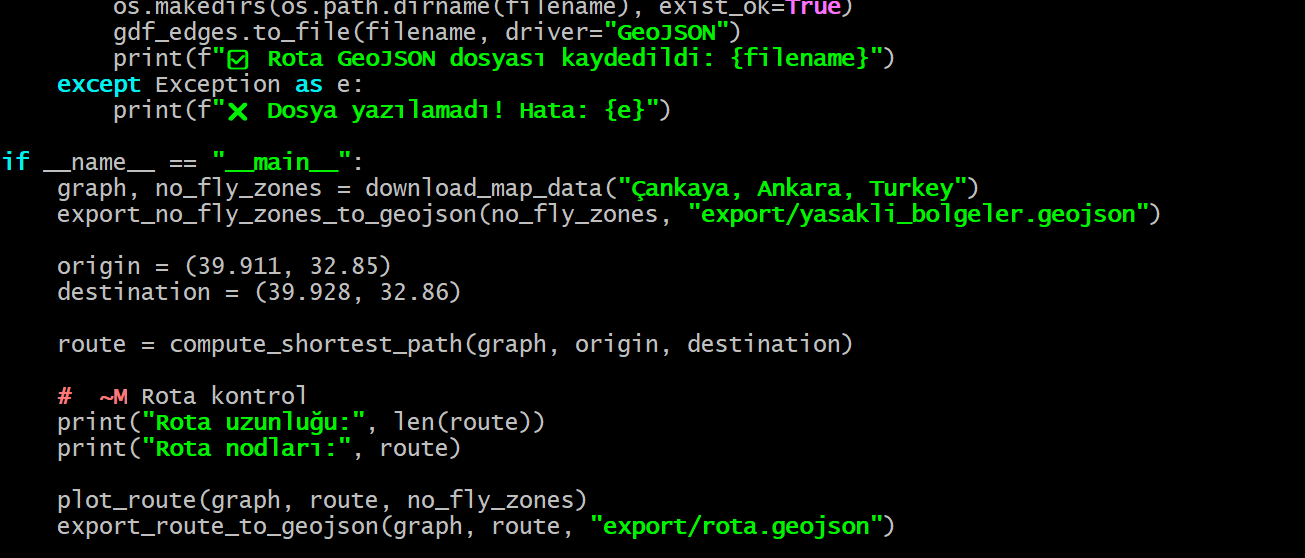 os.makedirs(os.path.dirname(filename), exist_ok=True)
gdf_edges.to_file(filename, driver="GeoJSON")
print(f"✅ Rota GeoJSON dosyası kaydedildi: {filename}")
except Exception as e:
print(f"❌ Dosya yazılamadı! Hata: {e}")
if __name__ == "__main__":
graph, no_fly_zones = download_map_data("Çankaya, Ankara, Turkey")
export_no_fly_zones_to_geojson(no_fly_zones, "export/yasakli_bolgeler.geojson")
origin = (39.911, 32.85)
destination = (39.928, 32.86)
route = compute_shortest_path(graph, origin, destination)
#  ~M Rota kontrol
print("Rota uzunluğu:", len(route))
print("Rota nodları:", route)
plot_route(graph, route, no_fly_zones)
export_route_to_geojson(graph, route, "export/rota.geojson")